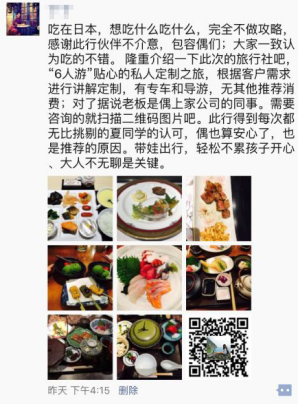 吃在日本，想吃什么吃什么，完全不做攻略，
感谢此行伙伴不介意，包容偶们；大家一致认
为吃的不错。 隆重介绍一下此次的旅行社吧，
“6人游”贴心的私人定制之旅，根据客户需求
进行讲解定制，有专车和导游，无其他推荐消
费；对了据说老板是偶上家公司的同事。需要
咨询的就扫描二维码图片吧。此行得到每次都
无比挑剔的夏同学的认可，偶也算安心了，也
是推荐的原因。带娃出行，轻松不累孩子开心
、大人不无聊是关键。
昨天 下午4:15 删除